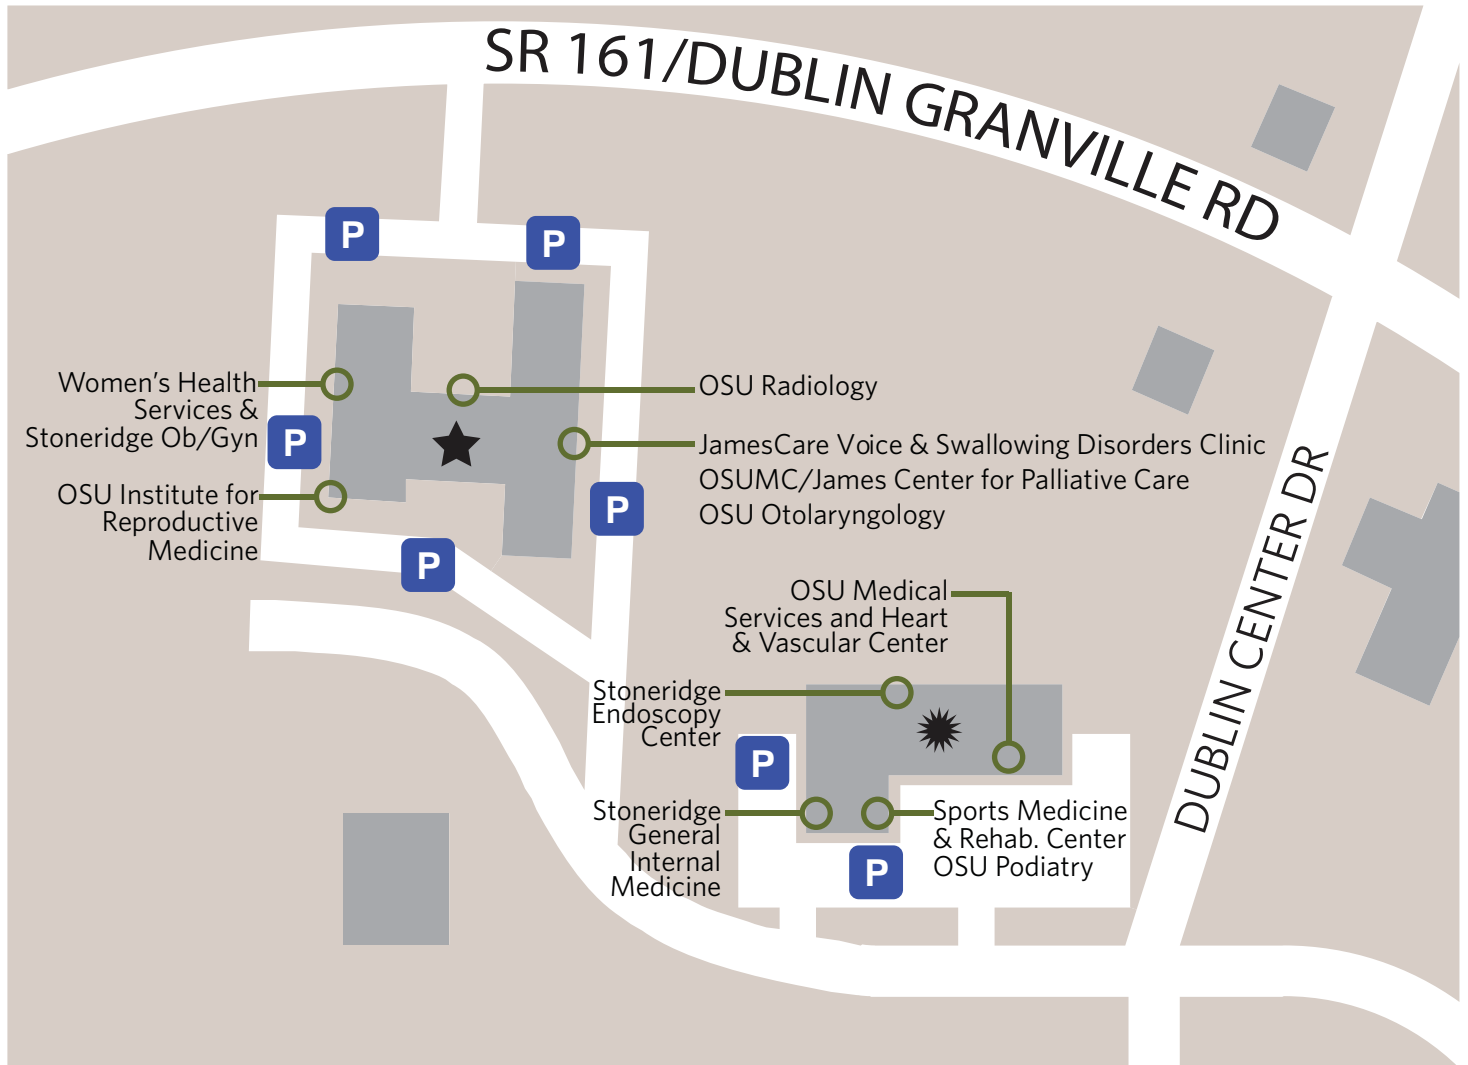 SR 161/DUBLIN GRANVILLE RD
P
P
Women's Health
Services &
Stoneridge Ob/Gyn
P
OSU Institute for
Reproductive
Medicine
P
OSU Radiology
JamesCare Voice & Swallowing Disorders Clinic
OSUMC/James Center for Palliative Care
OSU Otolaryngology
P
DUBLIN CENTER DR
OSU Medical
Services and Heart
& Vascular Center
Stoneridge
Endoscopy
Center
P
Stoneridge
General
Internal
Medicine
Sports Medicine
& Rehab. Center
OSU Podiatry
P